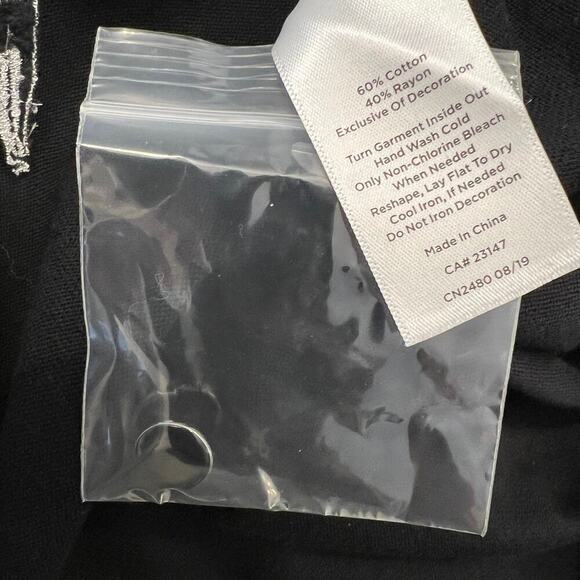 60% Cotton
40% Rayon
Exclusive Of Decoration
Turn Garment Inside Out
Hand Wash Cold
Only Non-Chlorine Bleach
When Needed
Reshape, Lay Flat To Dry
Cool Iron, If Needed
Do Not Iron Decoration
Made In China
CA# 23147
CN2480 08/19